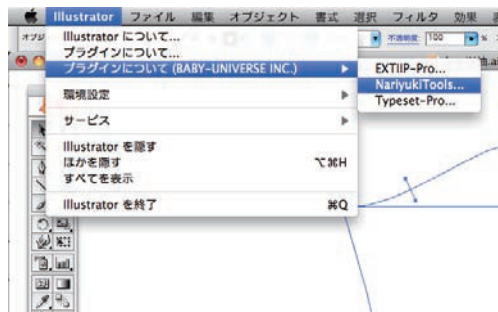 Illustrator ファイル 編集 オブジェクト 書式 選択 フィルタ 効果
オブジ
不透明度: 100 %
Illustrator について...
プラグインについて...
プラグインについて (BABY-UNIVERSE INC.)
EXTIIP-Pro...
NariyukiTools...
Typeset-Pro...
環境設定
サービス
Illustrator を隠す
ほかを隠す ⌥⌘H
すべてを表示
Illustrator を終了 ⌘Q